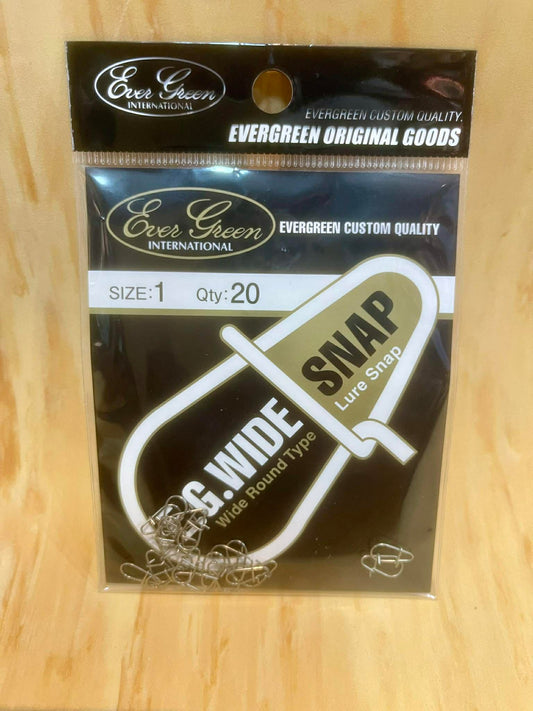 Ever Green
INTERNATIONAL
EVERGREEN CUSTOM QUALITY.
EVERGREEN ORIGINAL GOODS
Ever Green
INTERNATIONAL
EVERGREEN CUSTOM QUALITY
SIZE:1 Qty:20
SNAP
Lure Snap
G.WIDE
Wide Round Type